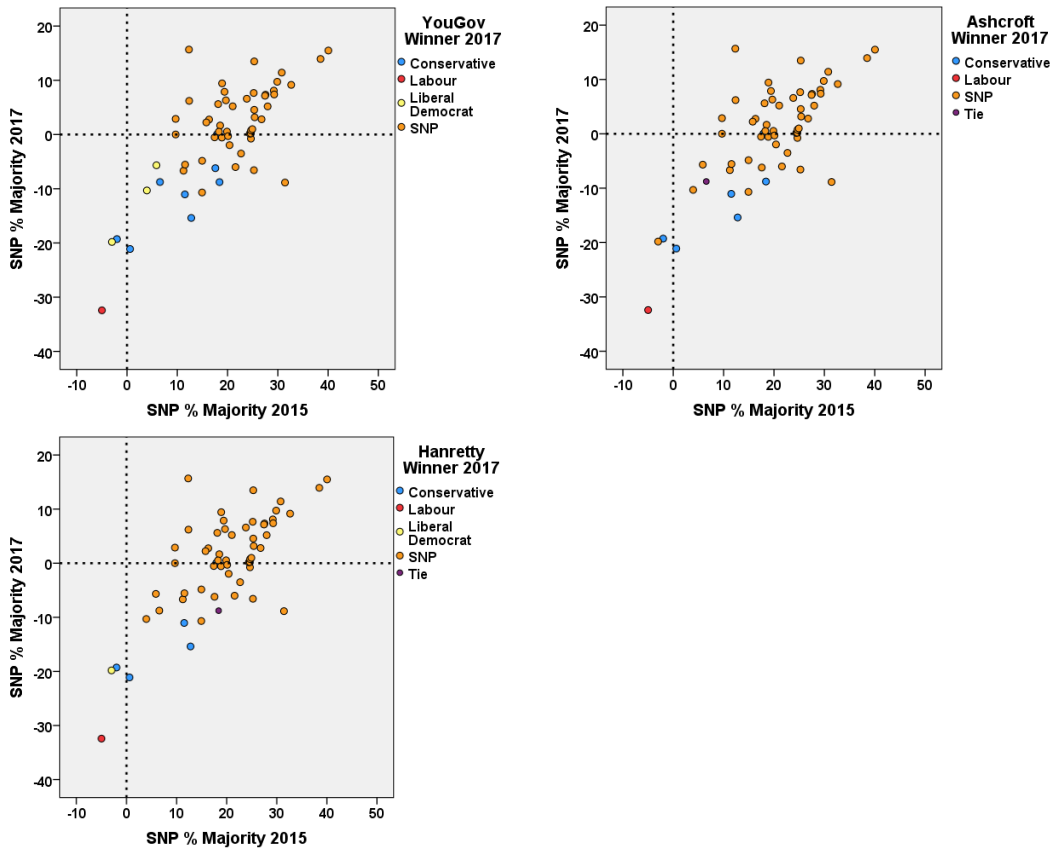 YouGov
Winner 2017
Conservative
Labour
Liberal
Democrat
SNP
SNP % Majority 2017
20
10
0
-10
-20
-30
-40
-10 0 10 20 30 40 50
SNP % Majority 2015
Ashcroft
Winner 2017
Conservative
Labour
SNP
Tie
SNP % Majority 2017
20
10
0
-10
-20
-30
-40
-10 0 10 20 30 40 50
SNP % Majority 2015
Hanretty
Winner 2017
Conservative
Labour
Liberal
Democrat
SNP
Tie
SNP % Majority 2017
20
10
0
-10
-20
-30
-40
-10 0 10 20 30 40 50
SNP % Majority 2015